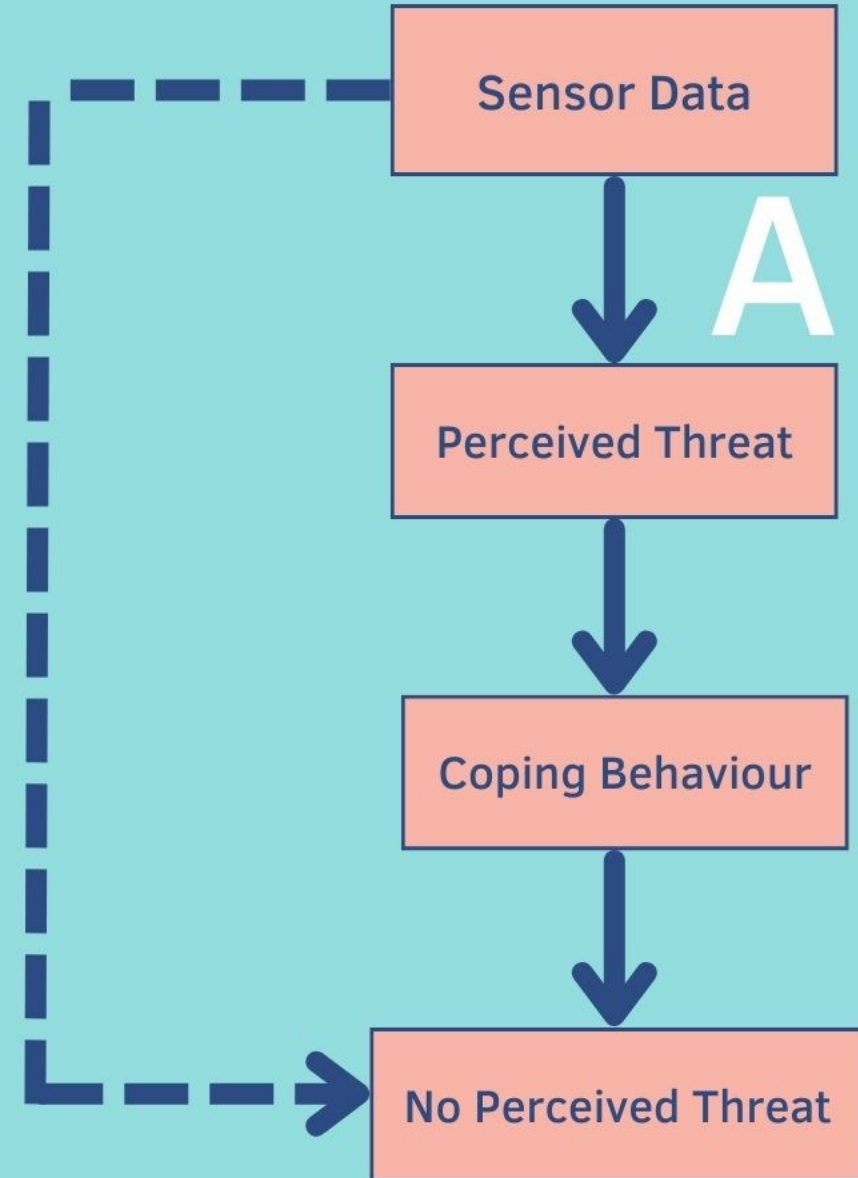 Sensor Data
A
Perceived Threat
Coping Behaviour
No Perceived Threat